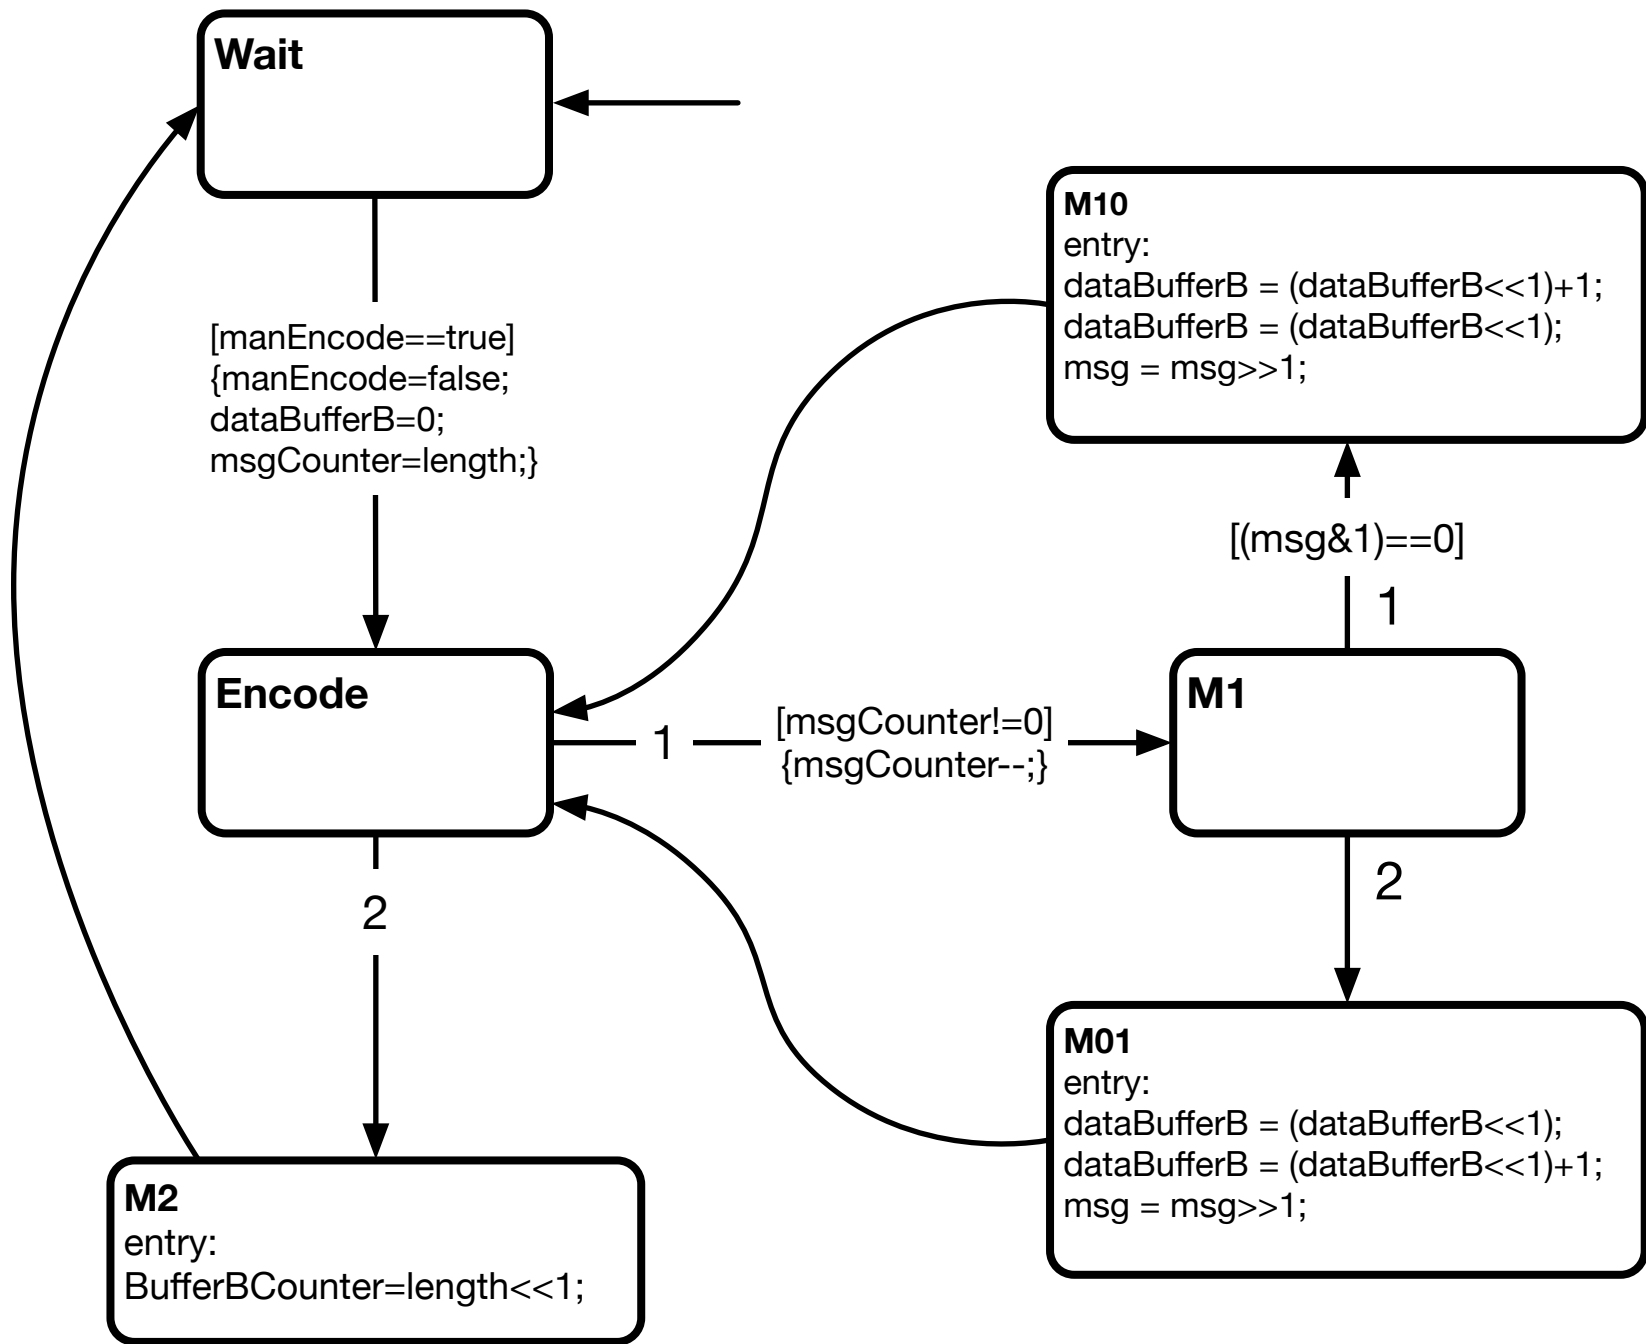 Wait
[manEncode==true]
{manEncode=false;
dataBufferB=0;
msgCounter=length;}
M10
entry:
dataBufferB = (dataBufferB<<1)+1;
dataBufferB = (dataBufferB<<1);
msg = msg>>1;
[(msg&1)==0]
1
Encode
1
[msgCounter!=0]
{msgCounter--;}
M1
2
2
M01
entry:
dataBufferB = (dataBufferB<<1);
dataBufferB = (dataBufferB<<1)+1;
msg = msg>>1;
M2
entry:
BufferBCounter=length<<1;